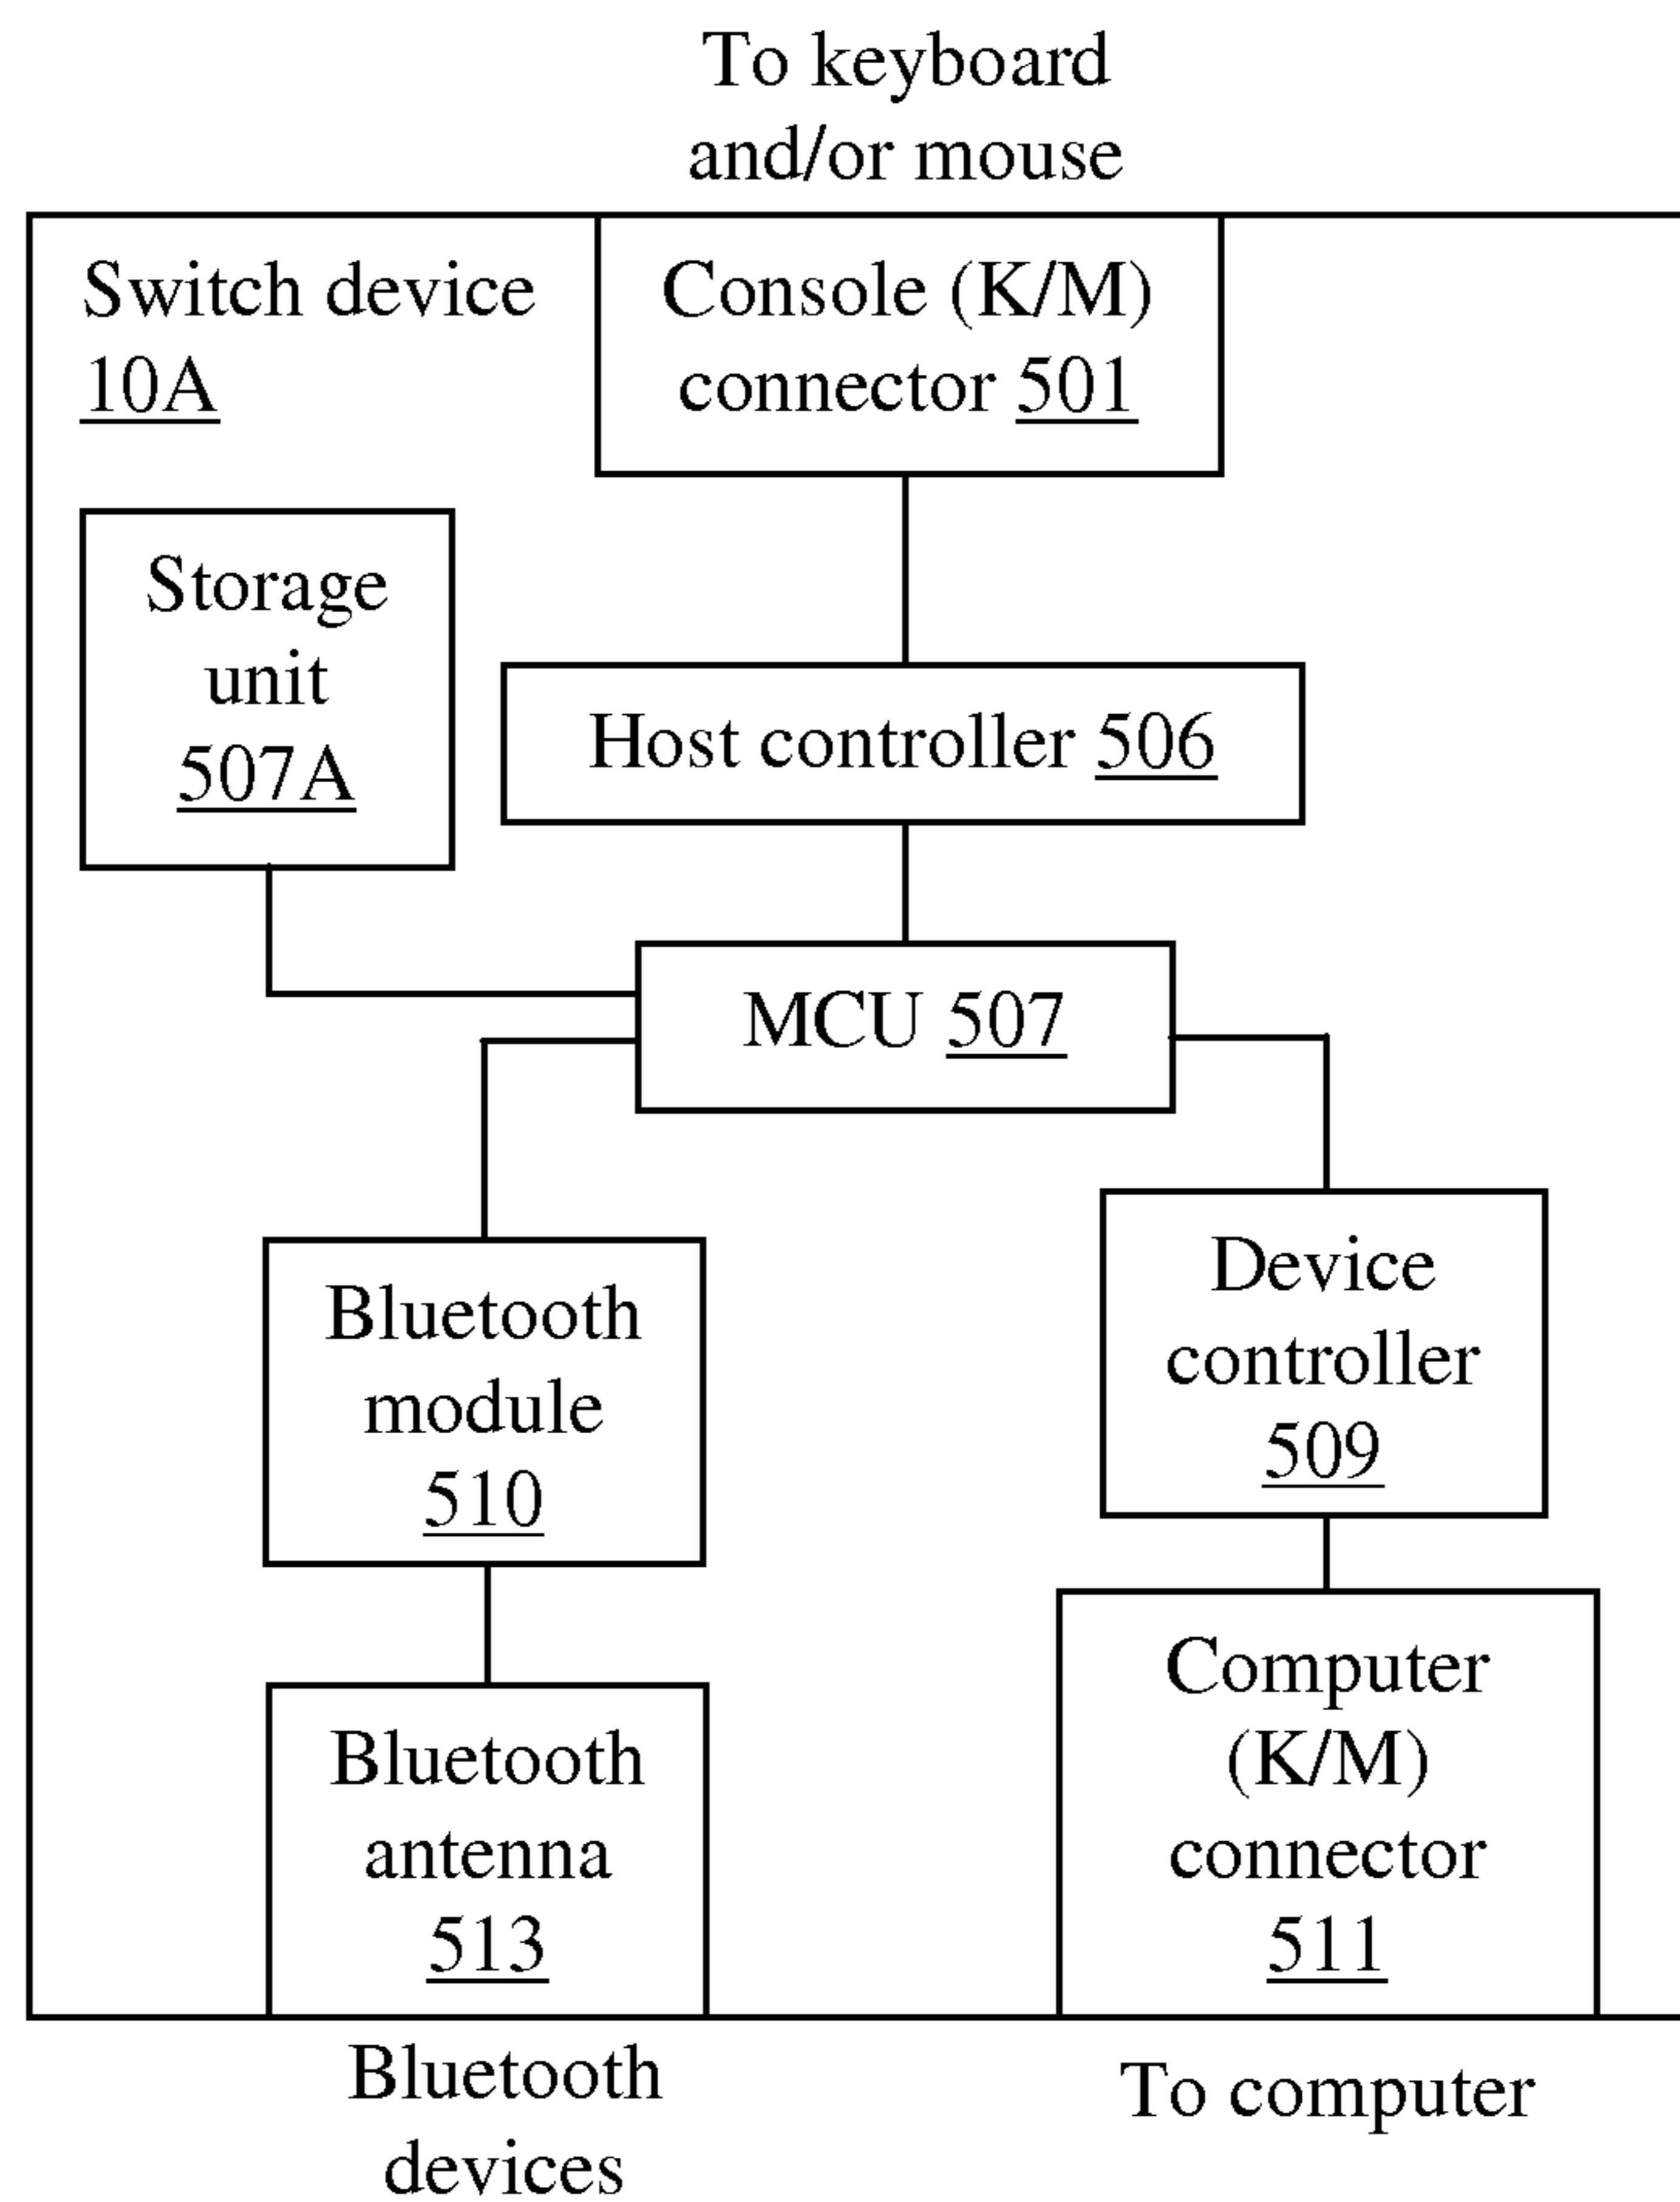 To keyboard
and/or mouse
Switch device
10A
Console (K/M)
connector 501
Storage
unit
507A
Host controller 506
MCU 507
Bluetooth
module
510
Device
controller
509
Bluetooth
antenna
513
Computer
(K/M)
connector
511
Bluetooth
devices
To computer